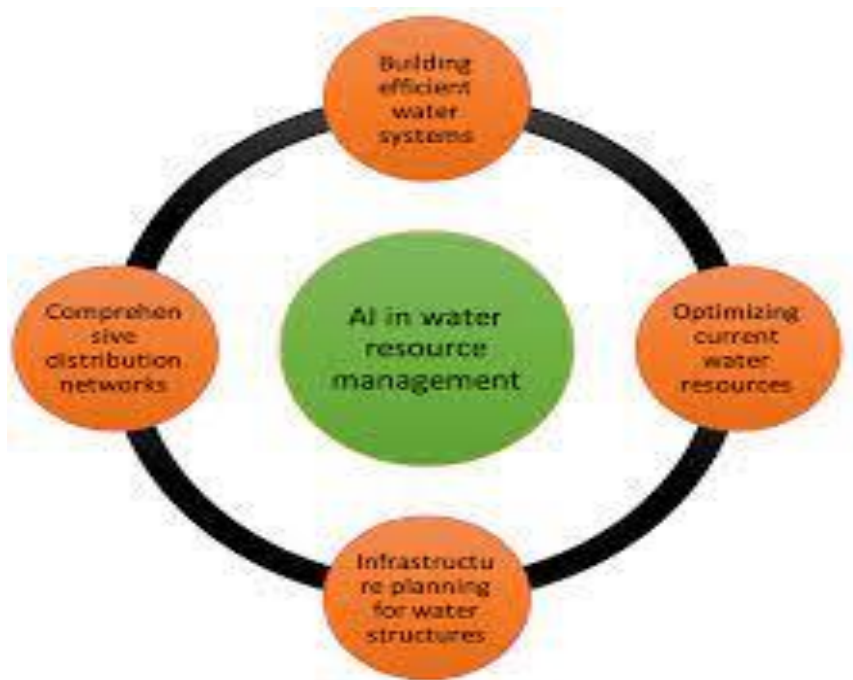 Building
efficient
water
systems
Comprehen
sive
distribution
networks
AI in water
resource
management
Optimizing
current
water
resources
Infrastructu
re planning
for water
structures